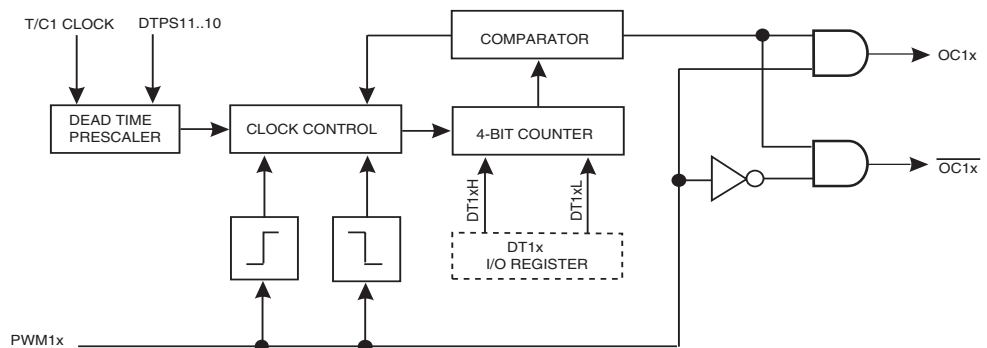 T/C1 CLOCK
DTPS11..10
COMPARATOR
OC1x
DEAD TIME
PRESCALER
CLOCK CONTROL
4-BIT COUNTER
OC1x
DT1xH
DT1xL
DT1x
I/O REGISTER
PWM1x